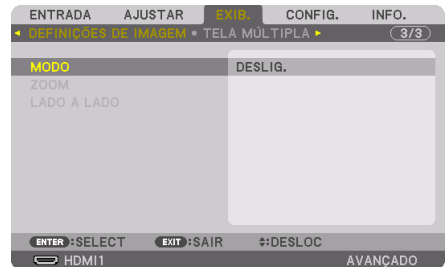 ENTRADA AJUSTAR EXIB. CONFIG. INFO.
DEFINIÇÕES DE IMAGEM • TELA MÚLTIPLA 3/3
MODO DESLIG.
ZOOM
LADO A LADO
ENTER :SELECT EXIT :SAIR :DESLOC
HDMI1 AVANÇADO